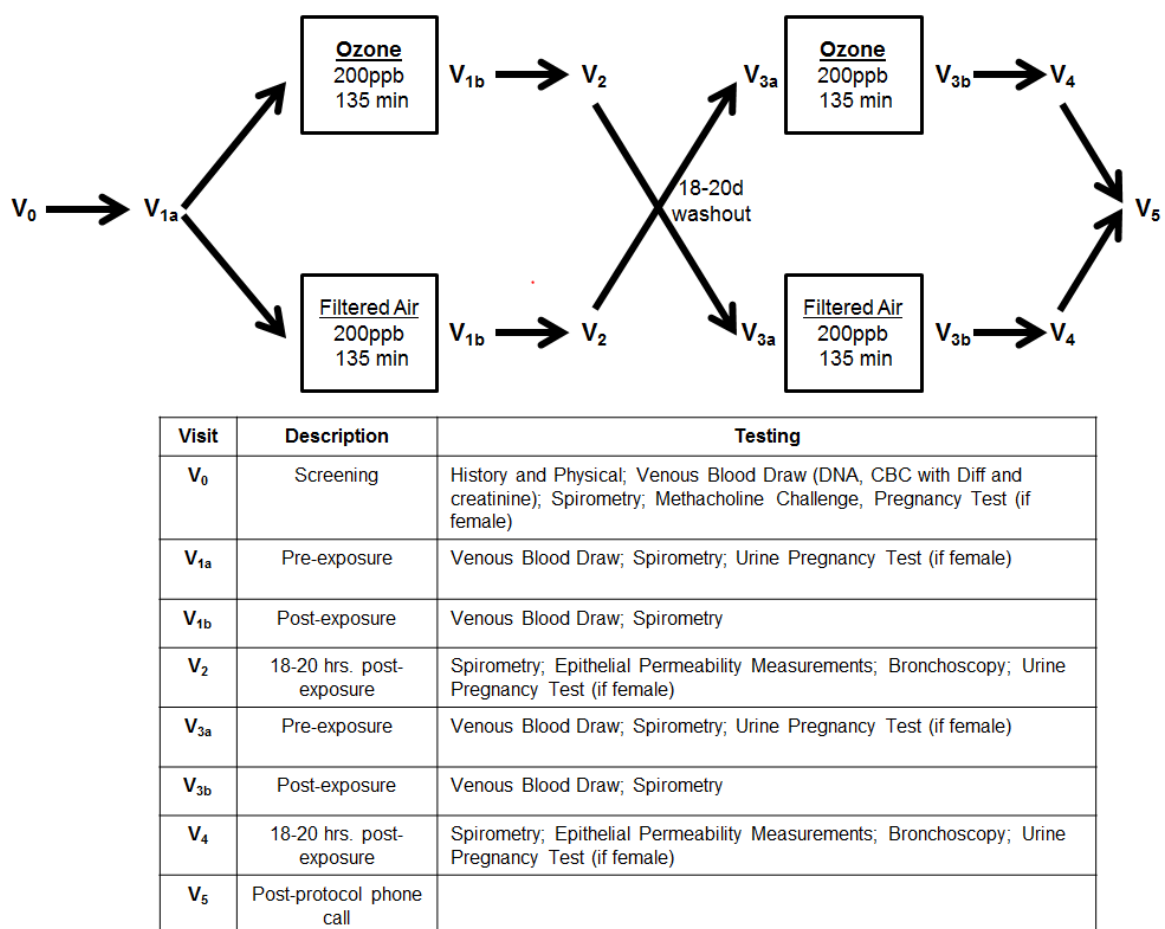 Ozone
200ppb
135 min
V1b
V2
V3a
Ozone
200ppb
135 min
V3b
V4
V0
V1a
18-20d
washout
V5
Filtered Air
200ppb
135 min
V1b
V2
V3a
Filtered Air
200ppb
135 min
V3b
V4
Visit Description Testing
V0 Screening History and Physical; Venous Blood Draw (DNA, CBC with Diff and
creatinine); Spirometry; Methacholine Challenge, Pregnancy Test (if
female)
V1a Pre-exposure Venous Blood Draw; Spirometry; Urine Pregnancy Test (if female)
V1b Post-exposure Venous Blood Draw; Spirometry
V2 18-20 hrs. post- Spirometry; Epithelial Permeability Measurements; Bronchoscopy; Urine
exposure Pregnancy Test (if female)
V3a Pre-exposure Venous Blood Draw; Spirometry; Urine Pregnancy Test (if female)
V3b Post-exposure Venous Blood Draw; Spirometry
V4 18-20 hrs. post- Spirometry; Epithelial Permeability Measurements; Bronchoscopy; Urine
exposure Pregnancy Test (if female)
V5 Post-protocol phone
call